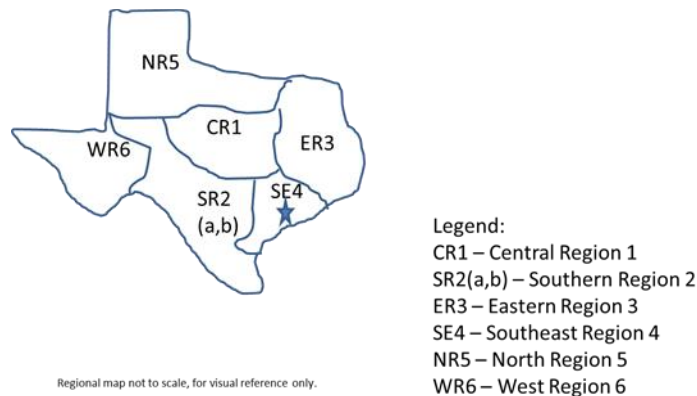 NR5
CR1
ER3
WR6
SR2
(a,b)
SE4
Legend:
CR1 – Central Region 1
SR2(a,b) – Southern Region 2
ER3 – Eastern Region 3
SE4 – Southeast Region 4
NR5 – North Region 5
WR6 – West Region 6
Regional map not to scale, for visual reference only.